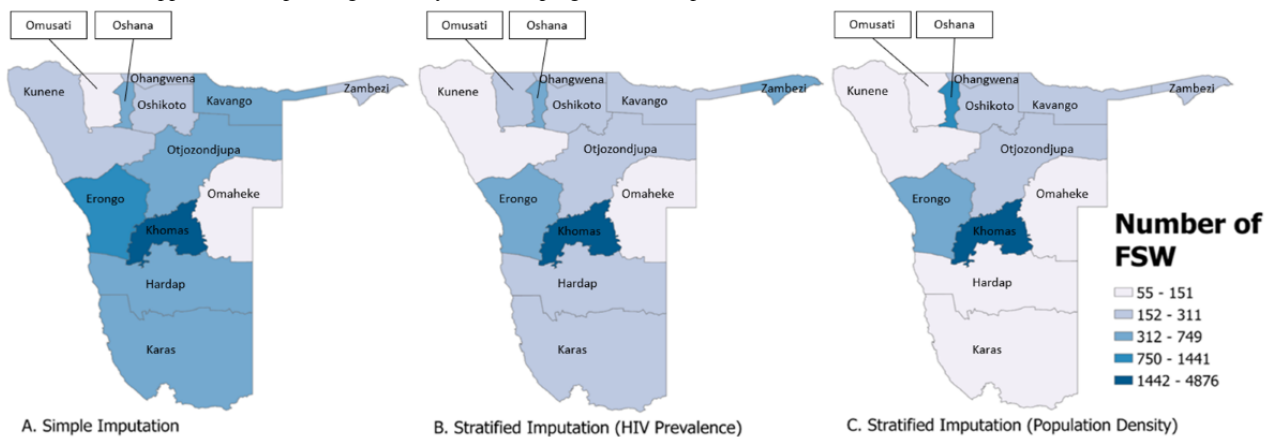 Omusati
Oshana
Kunene
Ohangwena
Oshikoto
Kavango
Zambezi
Otjozondjupa
Erongo
Omaheke
Khomas
Hardap
Karas
A. Simple Imputation
Omusati
Oshana
Kunene
Ohangwena
Oshikoto
Kavango
Zambezi
Otjozondjupa
Erongo
Omaheke
Khomas
Hardap
Karas
B. Stratified Imputation (HIV Prevalence)
Omusati
Oshana
Kunene
Ohangwena
Oshikoto
Kavango
Zambezi
Otjozondjupa
Erongo
Omaheke
Khomas
Hardap
Karas
C. Stratified Imputation (Population Density)
Number of
FSW
55 - 151
152 - 311
312 - 749
750 - 1441
1442 - 4876